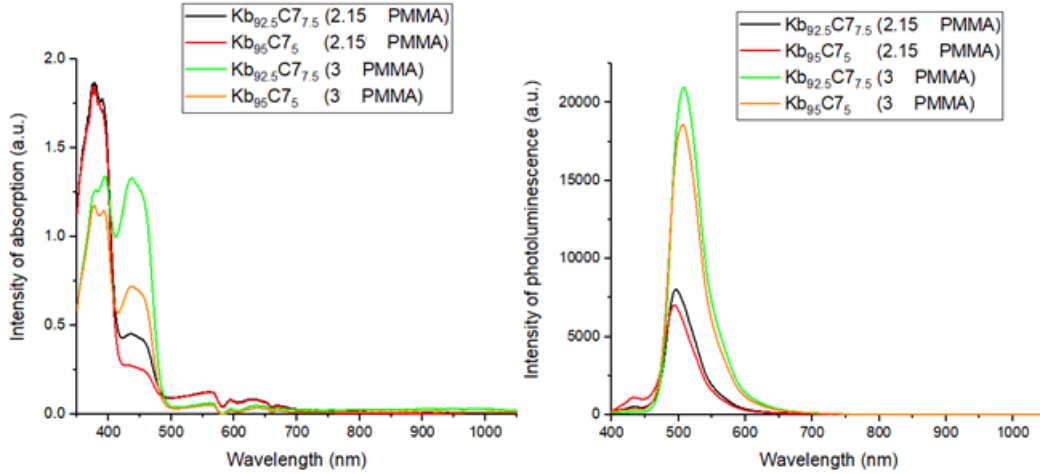 Kb92.5C77.5 (2.15 PMMA)
Kb95C75 (2.15' PMMA)
Kb92.5C77.5 (3 PMMA)
Kb95C75 (3 PMMA)
2.0
1.5
1.0
0.5
0.0
Intensity of absorption (a.u.)
400 500 600 700 800 900 1000
Wavelength (nm)
Kb92.5C77.5 (2.15 PMMA)
Kb95C75 (2.15 PMMA)
Kb92.5C77.5 (3 PMMA)
Kb95C75 (3 PMMA)
20000
15000
10000
5000
0
Intensity of photoluminescence (a.u.)
400 500 600 700 800 900 1000
Wavelength (nm)